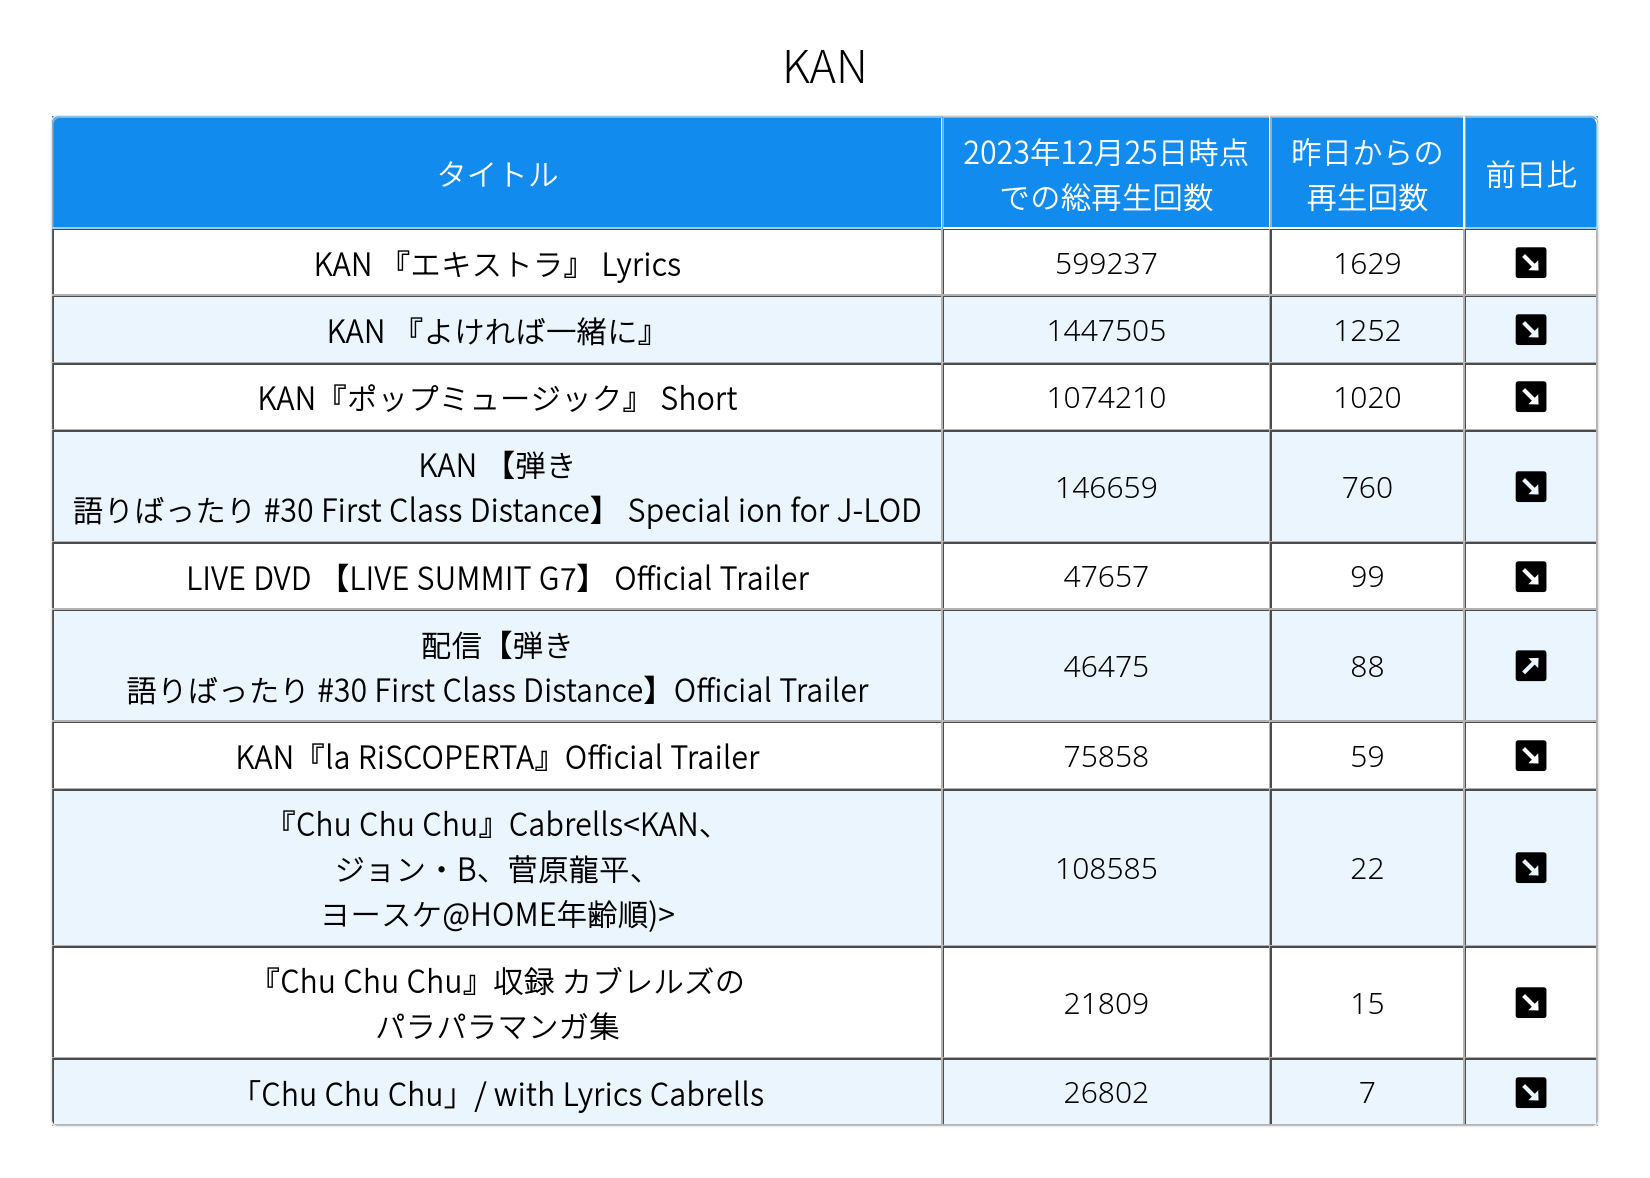 KAN
タイトル
2023年12月25日時点
での総再生回数
昨日からの
再生回数
前日比
KAN 『エキストラ』 Lyrics
599237
1629
KAN 『よければ一緒に』
1447505
1252
KAN『ポップミュージック』 Short
1074210
1020
KAN 【弾き
語りばったり #30 First Class Distance】 Special ion for J-LOD
146659
760
LIVE DVD 【LIVE SUMMIT G7】 Official Trailer
47657
99
配信【弾き
語りばったり #30 First Class Distance】Official Trailer
46475
88
KAN『la RiSCOPERTA』Official Trailer
75858
59
『Chu Chu Chu』Cabrells<KAN、
ジョン・B、菅原龍平、
ヨースケ@HOME年齢順)>
108585
22
『Chu Chu Chu』収録 カブレルズの
パラパラマンガ集
21809
15
「Chu Chu Chu」/ with Lyrics Cabrells
26802
7